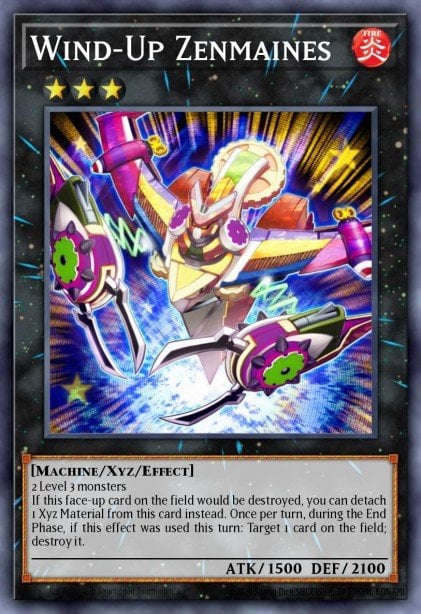 Wind-Up Zenmaines
FIRE
炎
[Machine/Xyz/Effect]
2 Level 3 monsters
If this face-up card on the field would be destroyed, you can detach
1 Xyz Material from this card instead. Once per turn, during the End
Phase, if this effect was used this turn: Target 1 card on the field;
destroy it.
ATK/1500 DEF/2100